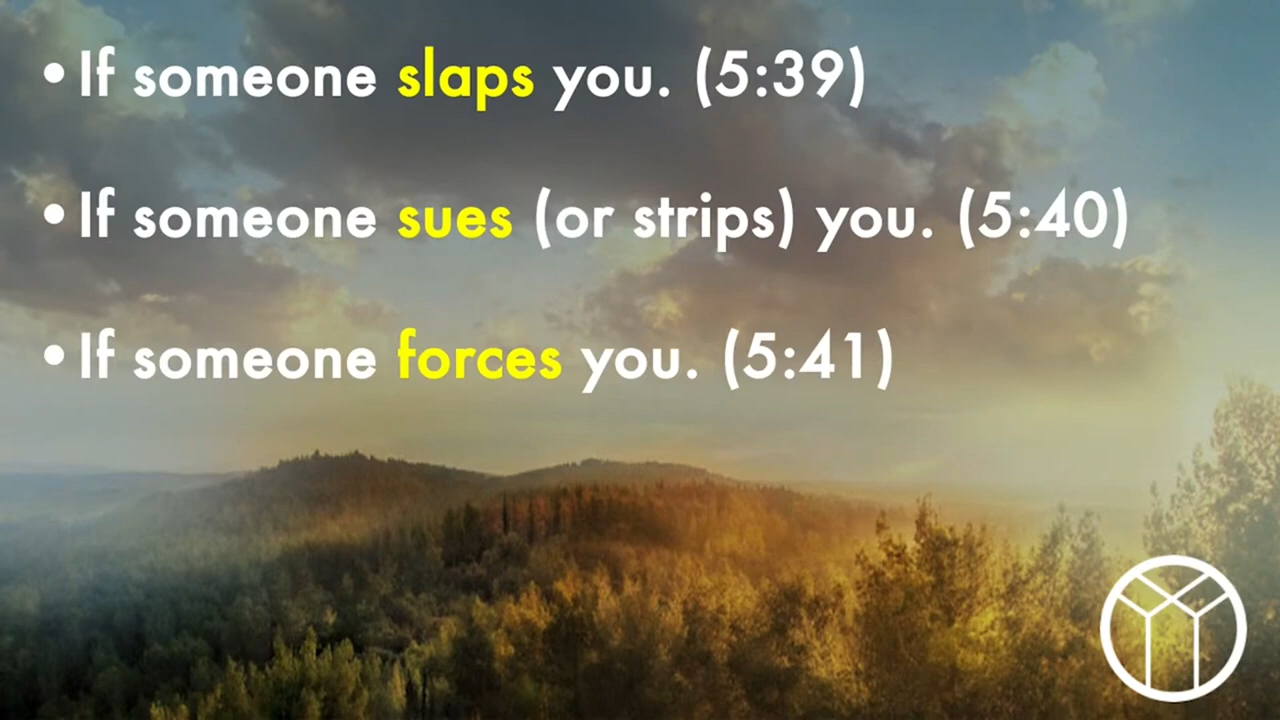 • If someone slaps you. (5:39)
• If someone sues (or strips) you. (5:40)
• If someone forces you. (5:41)